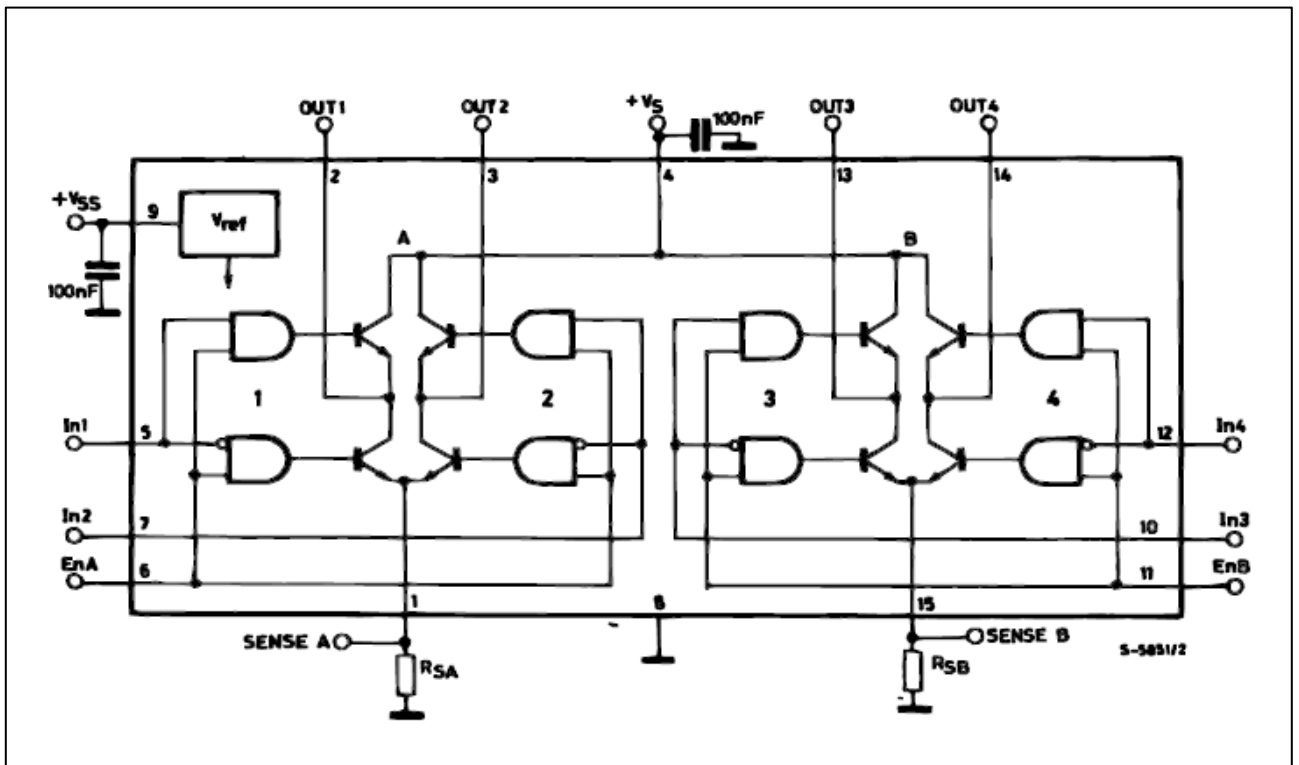 OUT1
OUT2
+VS
100nF
OUT3
OUT4
2
3
4
13
14
+VSS
9
Vref
A
B
100nF
1
2
3
4
In1
5
12
In4
In2
7
10
In3
EnA
6
11
EnB
1
8
15
SENSE A
SENSE B
S-5851/2
RSA
RSB